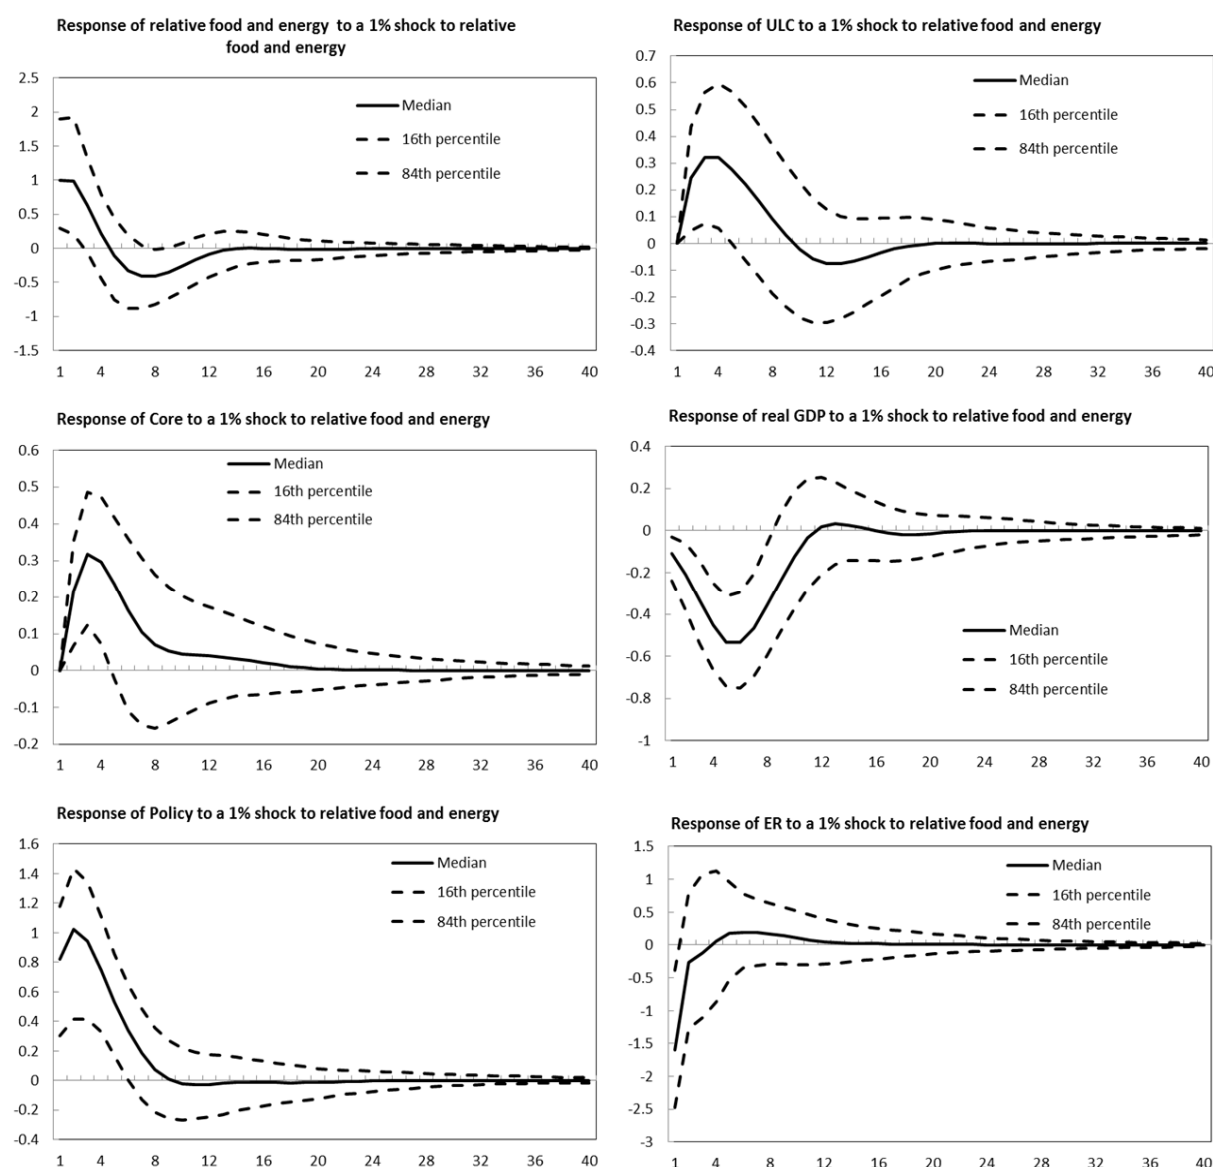 Response of relative food and energy to a 1% shock to relative
food and energy
2.5
2
1.5
1
0.5
0
-0.5
-1
-1.5
Median
16th percentile
84th percentile
1 4 8 12 16 20 24 28 32 36 40
Response of ULC to a 1% shock to relative food and energy
0.7
0.6
0.5
0.4
0.3
0.2
0.1
0
-0.1
-0.2
-0.3
-0.4
Median
16th percentile
84th percentile
1 4 8 12 16 20 24 28 32 36 40
Response of Core to a 1% shock to relative food and energy
0.6
0.5
0.4
0.3
0.2
0.1
0
-0.1
-0.2
Median
16th percentile
84th percentile
1 4 8 12 16 20 24 28 32 36 40
Response of real GDP to a 1% shock to relative food and energy
0.4
0.2
0
-0.2
-0.4
-0.6
-0.8
-1
Median
16th percentile
84th percentile
1 4 8 12 16 20 24 28 32 36 40
Response of Policy to a 1% shock to relative food and energy
1.6
1.4
1.2
1
0.8
0.6
0.4
0.2
0
-0.2
-0.4
Median
16th percentile
84th percentile
1 4 8 12 16 20 24 28 32 36 40
Response of ER to a 1% shock to relative food and energy
1.5
1
0.5
0
-0.5
-1
-1.5
-2
-2.5
-3
Median
16th percentile
84th percentile
1 4 8 12 16 20 24 28 32 36 40